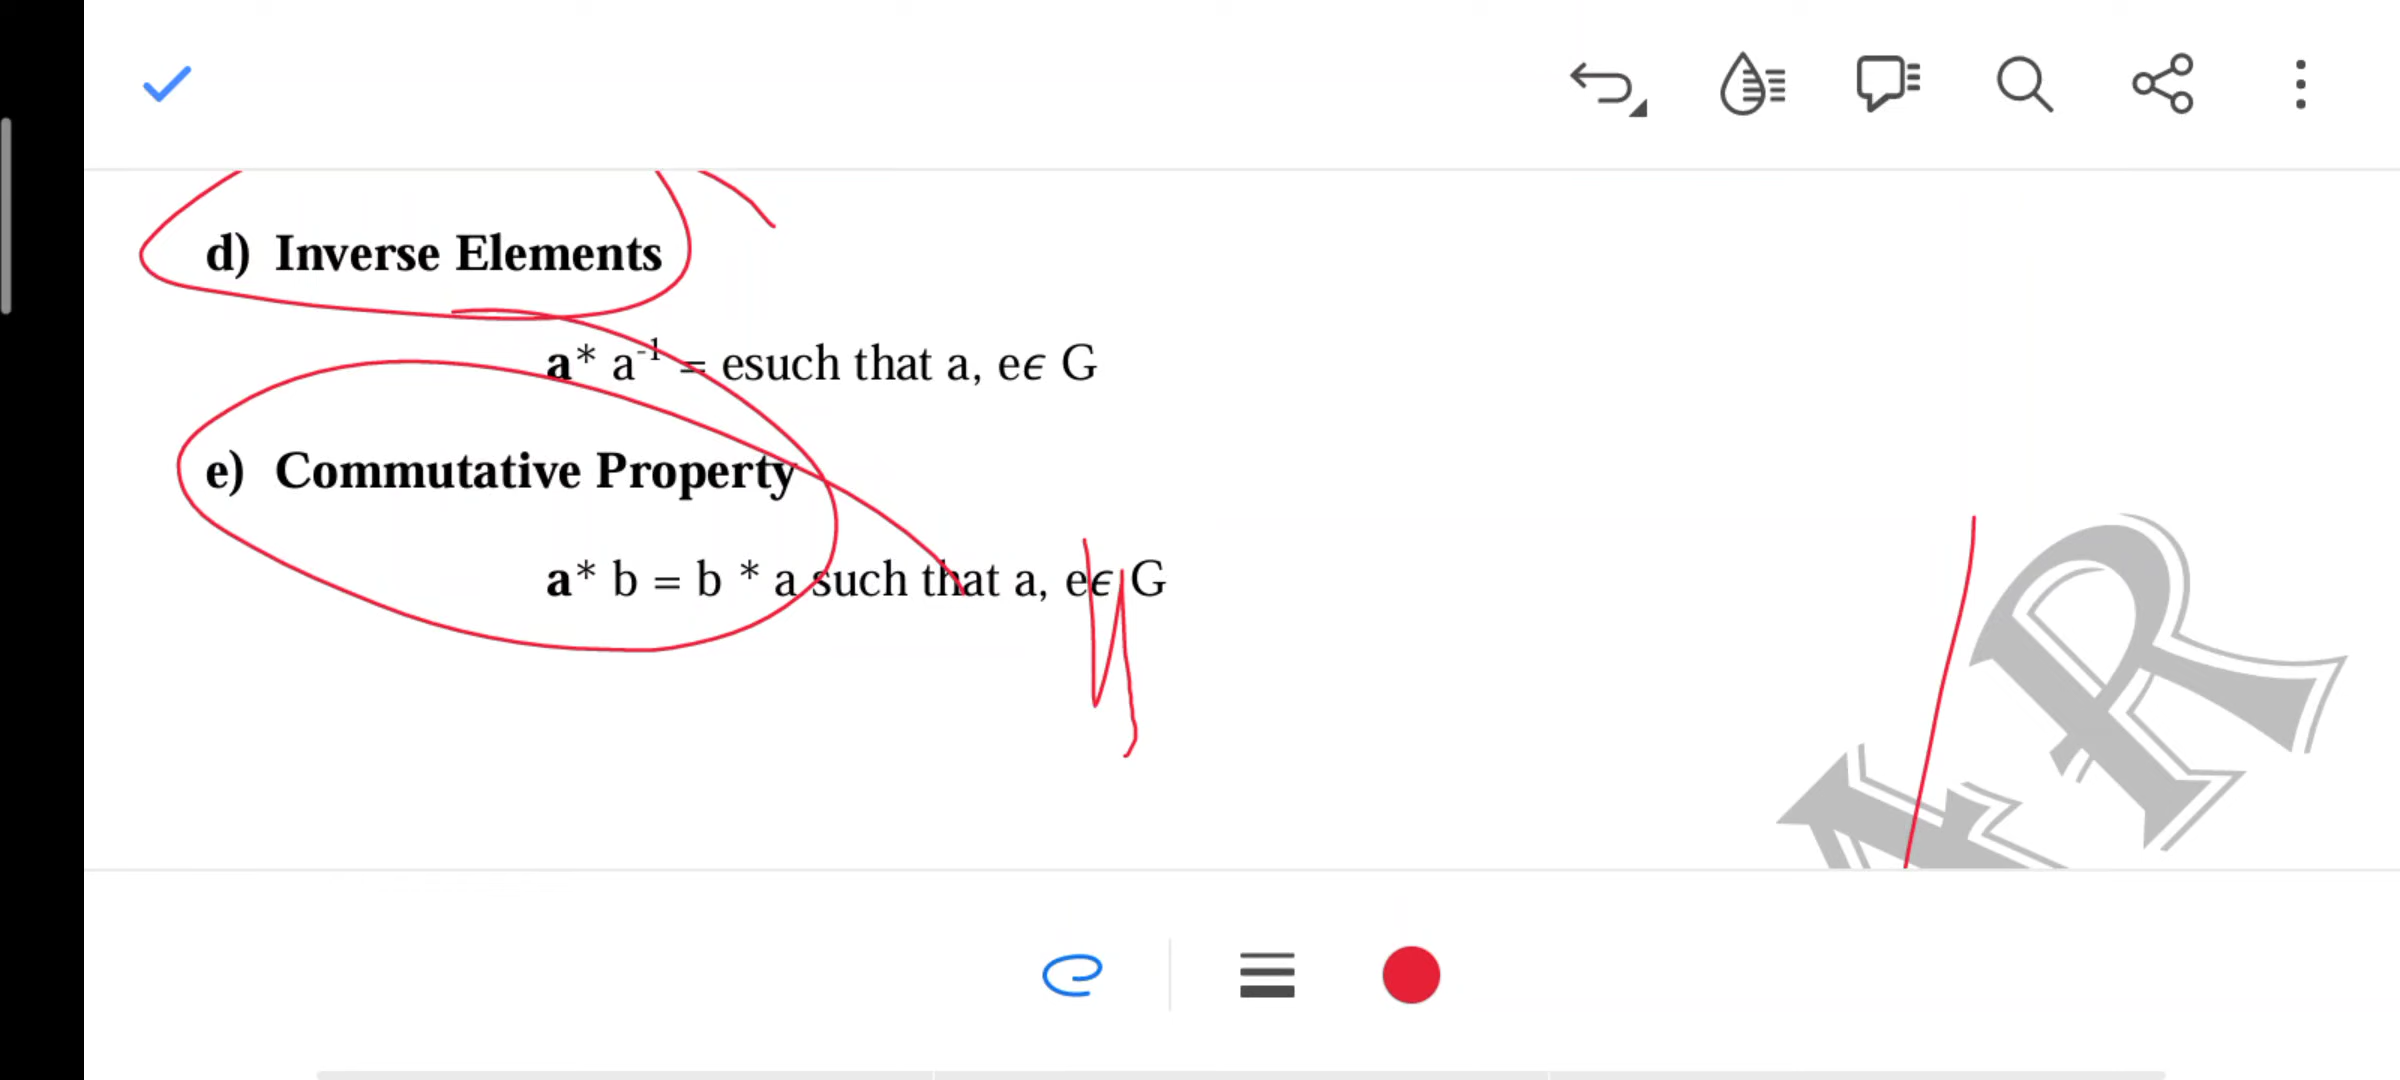 d) Inverse Elements
a* a⁻¹ = esuch that a, eϵ G
e) Commutative Property
a* b = b * a such that a, eϵ G
R